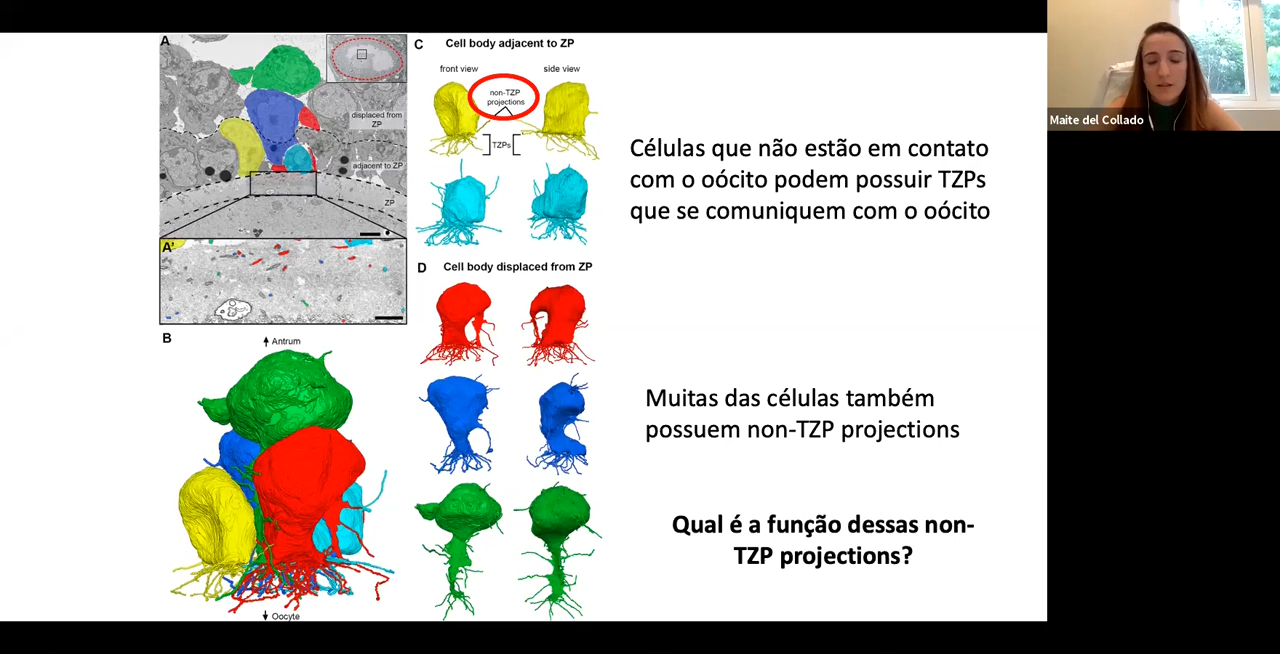 A
displaced from
ZP
adjacent to ZP
ZP
A'
B
Antrum
Oocyte
C
Cell body adjacent to ZP
front view
side view
non-TZP
projections
TZPs
D
Cell body displaced from ZP
Células que não estão em contato
com o oócito podem possuir TZPs
que se comuniquem com o oócito
Muitas das células também
possuem non-TZP projections
Qual é a função dessas non-
TZP projections?
Maite del Collado